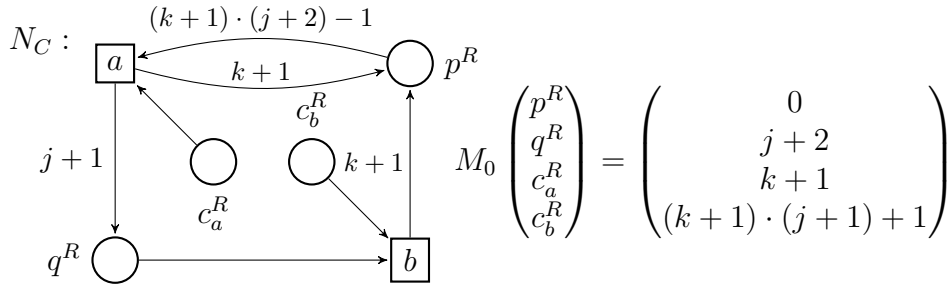 (k+1)·(j+2)−1
N_C :
a
k+1
p^R
c_b^R
j+1
k+1
c_a^R
q^R
b
M_0 (p^R q^R c_a^R c_b^R) = (0 j+2 k+1 (k+1)·(j+1)+1)